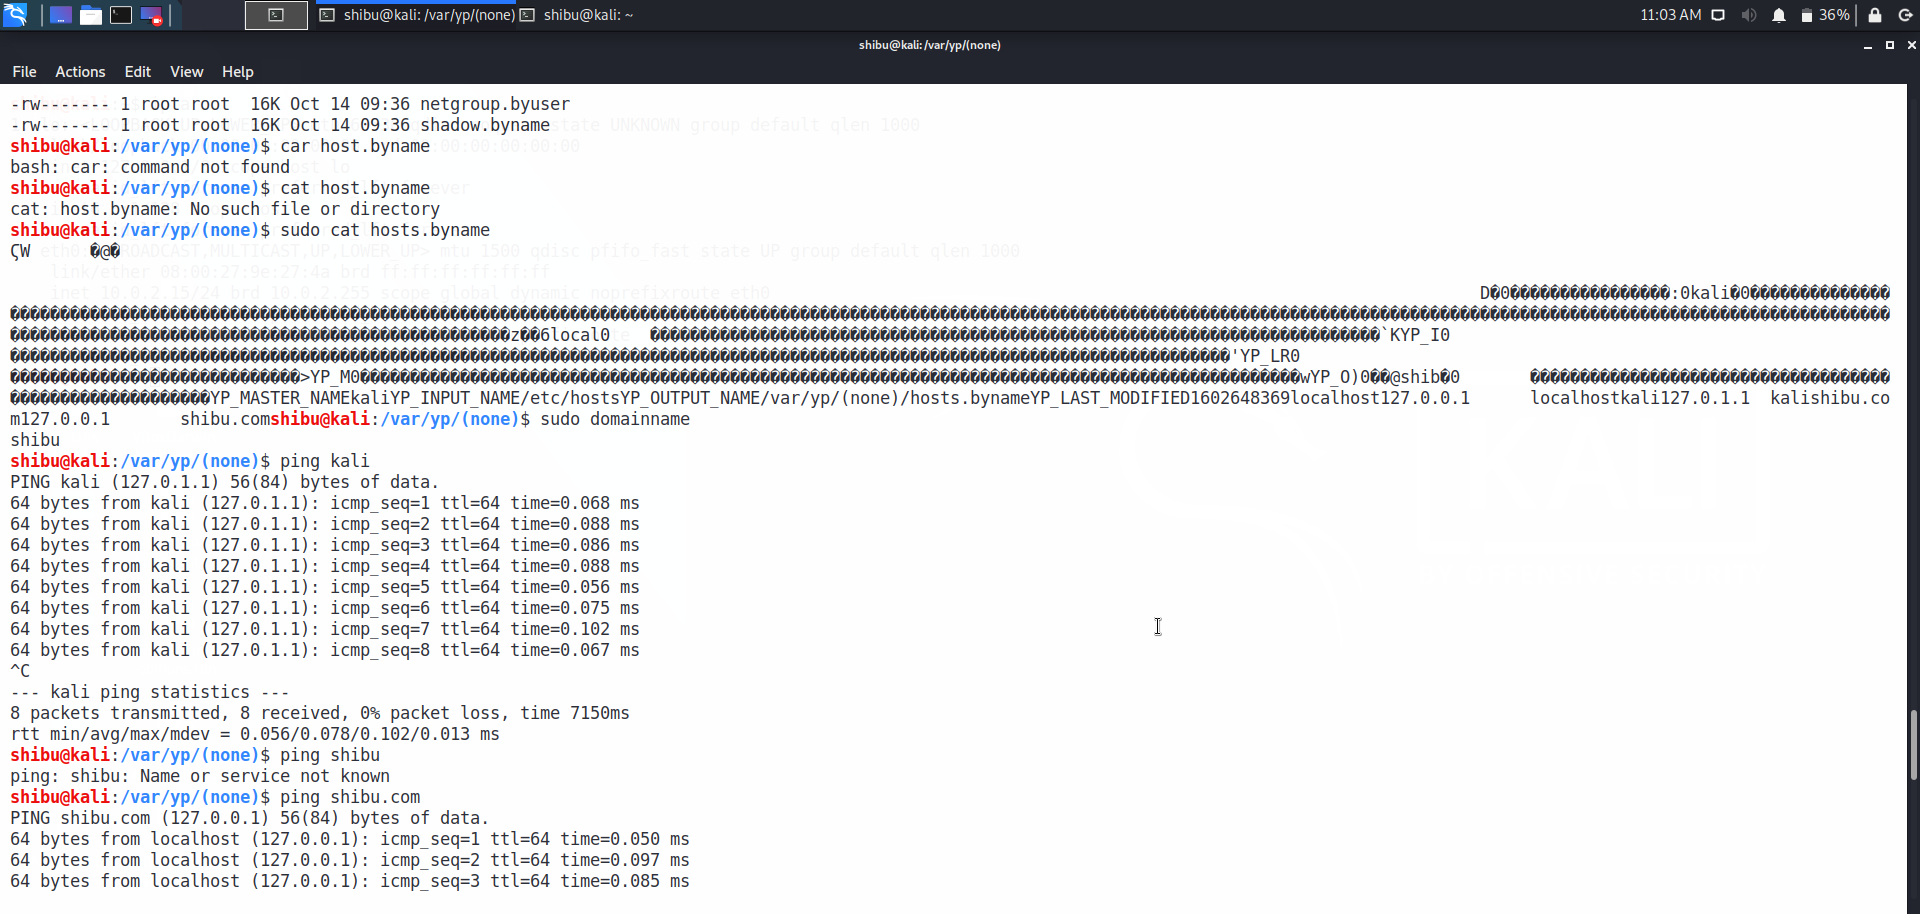 shibu@kali: /var/yp/(none)
shibu@kali: ~
11:03 AM
36%
shibu@kali: /var/yp/(none)
File Actions Edit View Help
-rw------- 1 root root  16K Oct 14 09:36 netgroup.byuser
-rw------- 1 root root  16K Oct 14 09:36 shadow.byname
shibu@kali:/var/yp/(none)$ car host.byname
bash: car: command not found
shibu@kali:/var/yp/(none)$ cat host.byname
cat: host.byname: No such file or directory
shibu@kali:/var/yp/(none)$ sudo cat hosts.byname
ϚW �@�
D�0����������������:0kali�0��������������
z��6local0 `KYP_I0
'YP_LR0
>YP_M0 wYP_O)0��@shib�0
YP_MASTER_NAMEkaliYP_INPUT_NAME/etc/hostsYP_OUTPUT_NAME/var/yp/(none)/hosts.bynameYP_LAST_MODIFIED1602648369localhost127.0.0.1 localhostkali127.0.1.1 kalishibu.co
m127.0.0.1 shibu.comshibu@kali:/var/yp/(none)$ sudo domainname
shibu
shibu@kali:/var/yp/(none)$ ping kali
PING kali (127.0.1.1) 56(84) bytes of data.
64 bytes from kali (127.0.1.1): icmp_seq=1 ttl=64 time=0.068 ms
64 bytes from kali (127.0.1.1): icmp_seq=2 ttl=64 time=0.088 ms
64 bytes from kali (127.0.1.1): icmp_seq=3 ttl=64 time=0.086 ms
64 bytes from kali (127.0.1.1): icmp_seq=4 ttl=64 time=0.088 ms
64 bytes from kali (127.0.1.1): icmp_seq=5 ttl=64 time=0.056 ms
64 bytes from kali (127.0.1.1): icmp_seq=6 ttl=64 time=0.075 ms
64 bytes from kali (127.0.1.1): icmp_seq=7 ttl=64 time=0.102 ms
64 bytes from kali (127.0.1.1): icmp_seq=8 ttl=64 time=0.067 ms
^C
--- kali ping statistics ---
8 packets transmitted, 8 received, 0% packet loss, time 7150ms
rtt min/avg/max/mdev = 0.056/0.078/0.102/0.013 ms
shibu@kali:/var/yp/(none)$ ping shibu
ping: shibu: Name or service not known
shibu@kali:/var/yp/(none)$ ping shibu.com
PING shibu.com (127.0.0.1) 56(84) bytes of data.
64 bytes from localhost (127.0.0.1): icmp_seq=1 ttl=64 time=0.050 ms
64 bytes from localhost (127.0.0.1): icmp_seq=2 ttl=64 time=0.097 ms
64 bytes from localhost (127.0.0.1): icmp_seq=3 ttl=64 time=0.085 ms